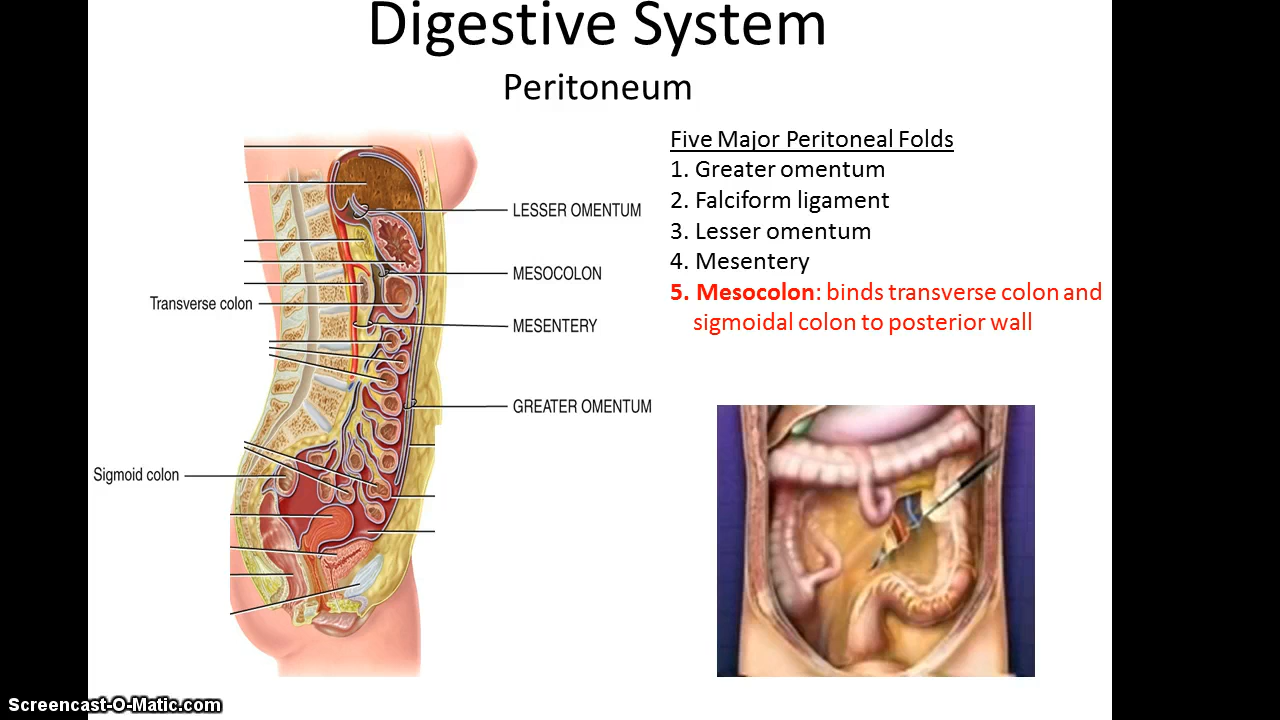 Digestive System
Peritoneum
Five Major Peritoneal Folds
1. Greater omentum
2. Falciform ligament
3. Lesser omentum
4. Mesentery
5. Mesocolon: binds transverse colon and
sigmoidal colon to posterior wall
LESSER OMENTUM
MESOCOLON
Transverse colon
MESENTERY
GREATER OMENTUM
Sigmoid colon
Screencast-O-Matic.com